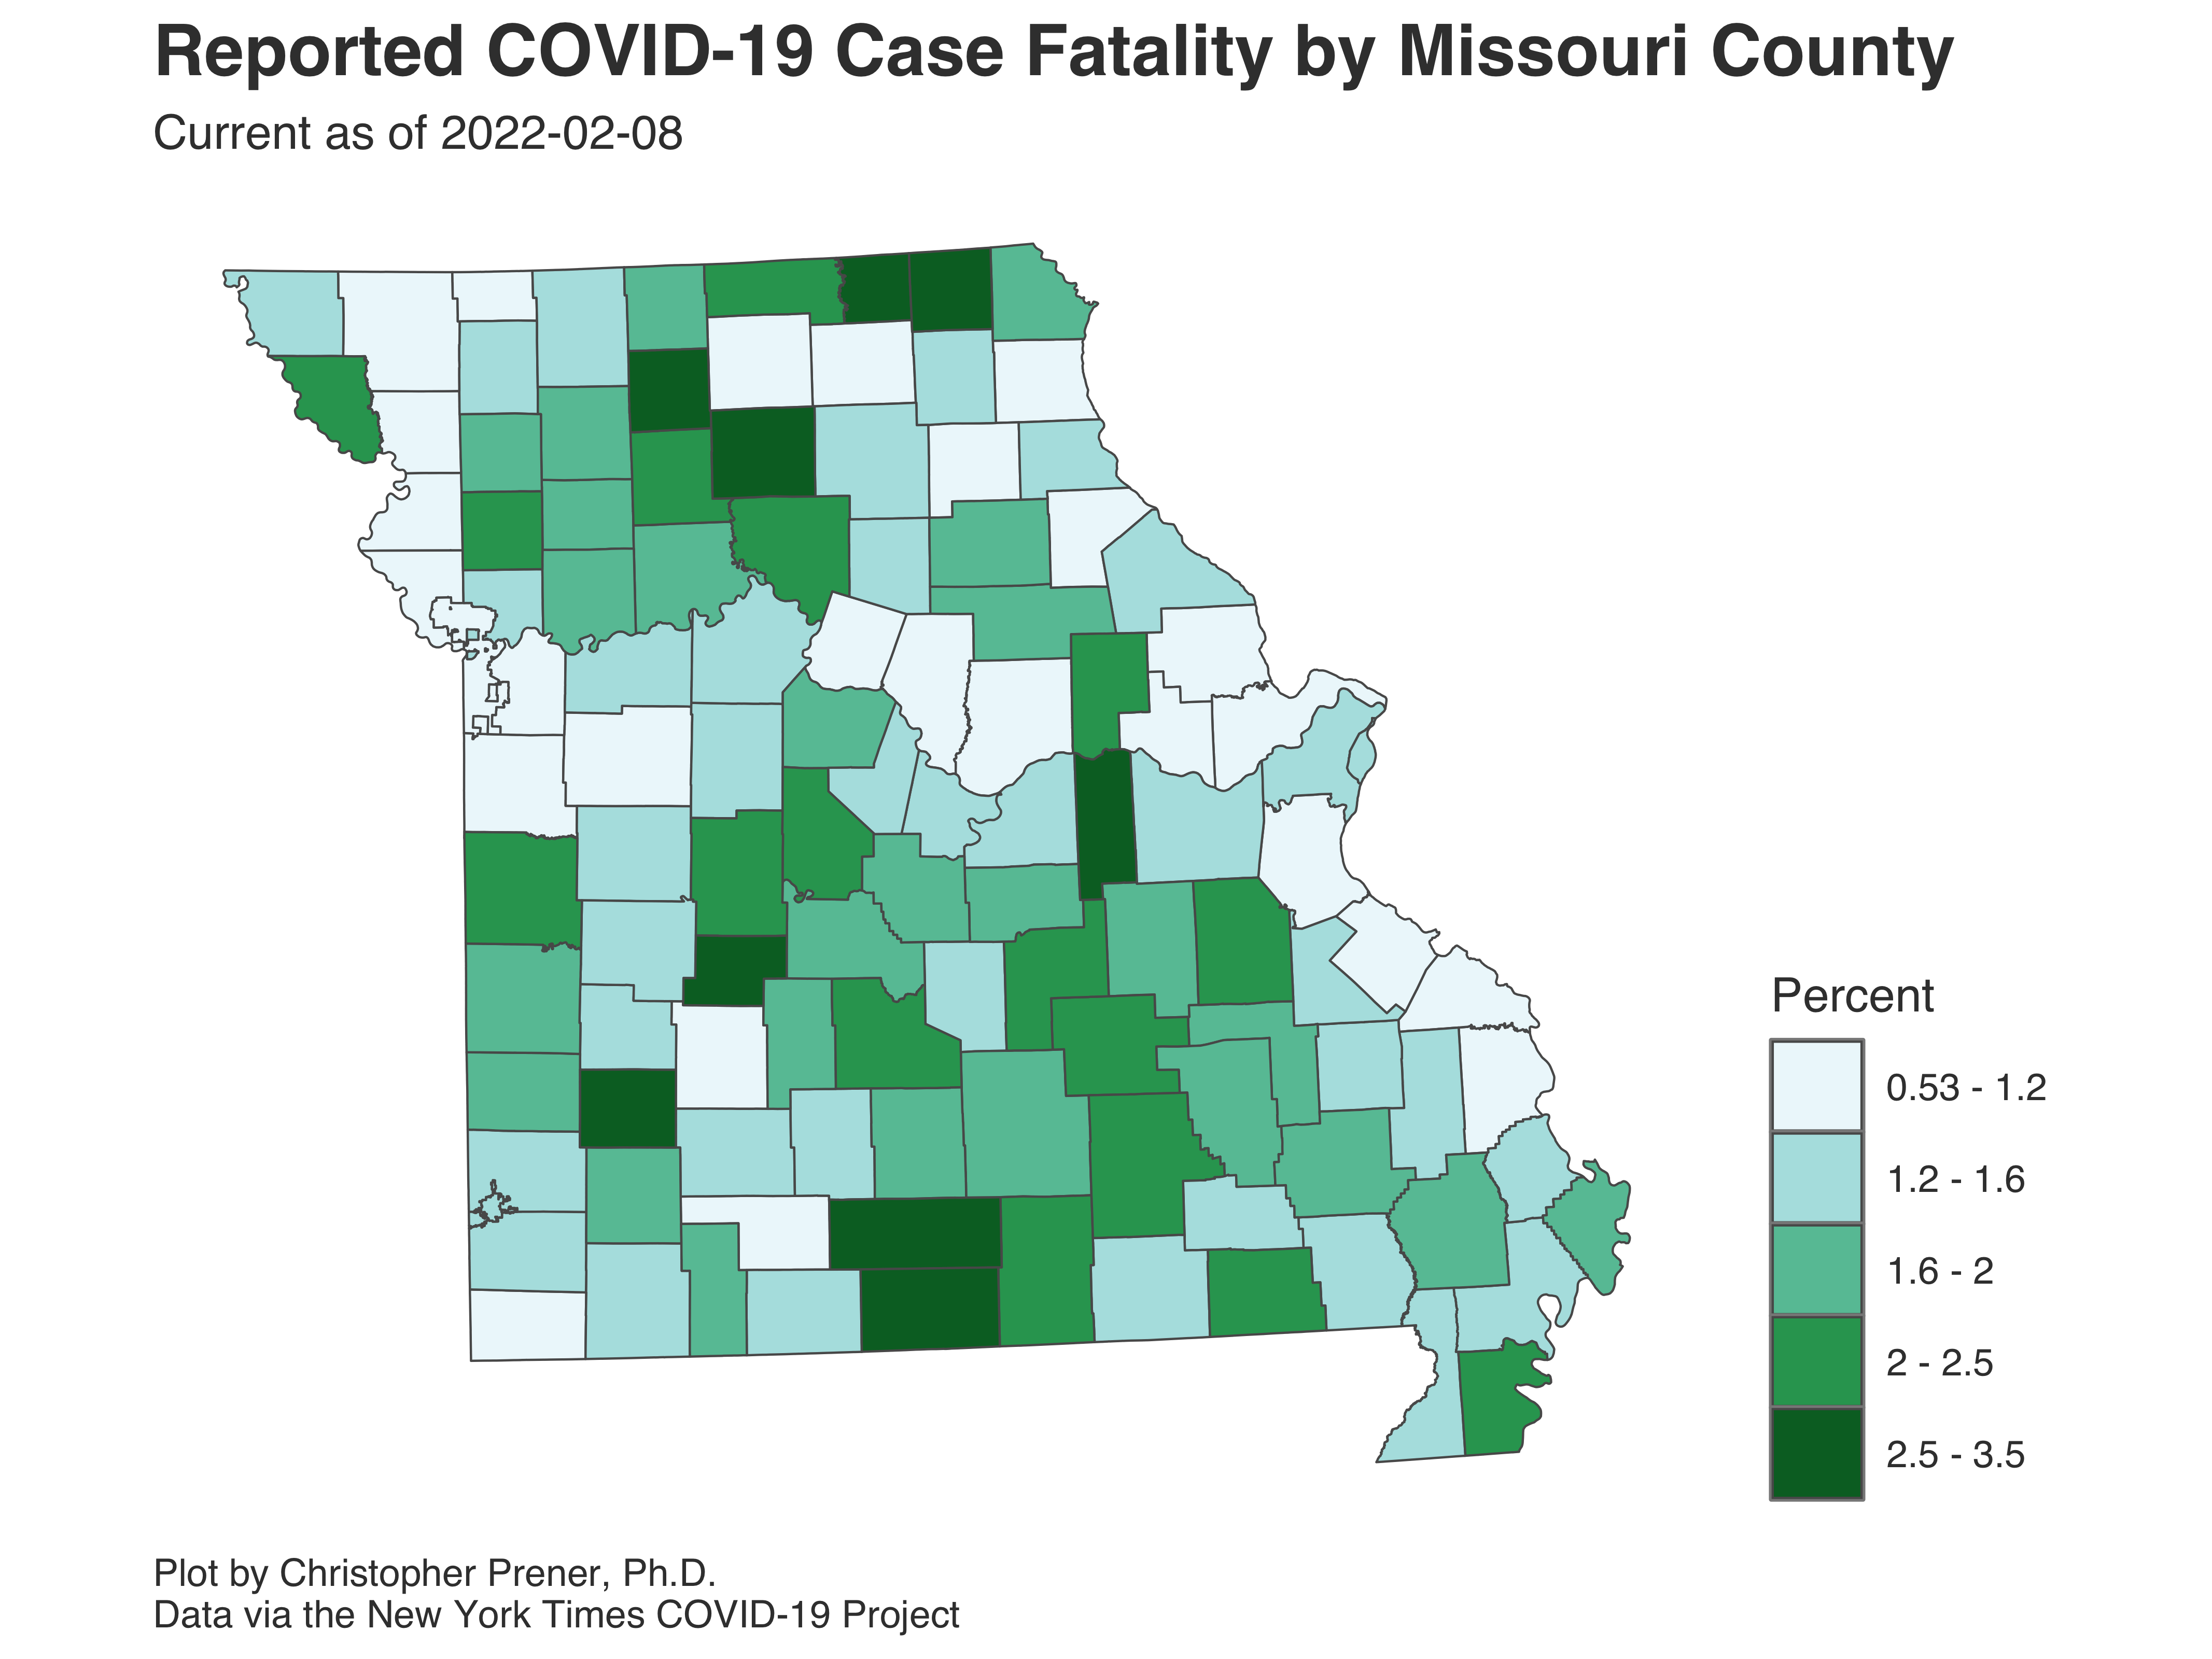 Reported COVID-19 Case Fatality by Missouri County
Current as of 2022-02-08
Percent
0.53 - 1.2
1.2 - 1.6
1.6 - 2
2 - 2.5
2.5 - 3.5
Plot by Christopher Prener, Ph.D.
Data via the New York Times COVID-19 Project